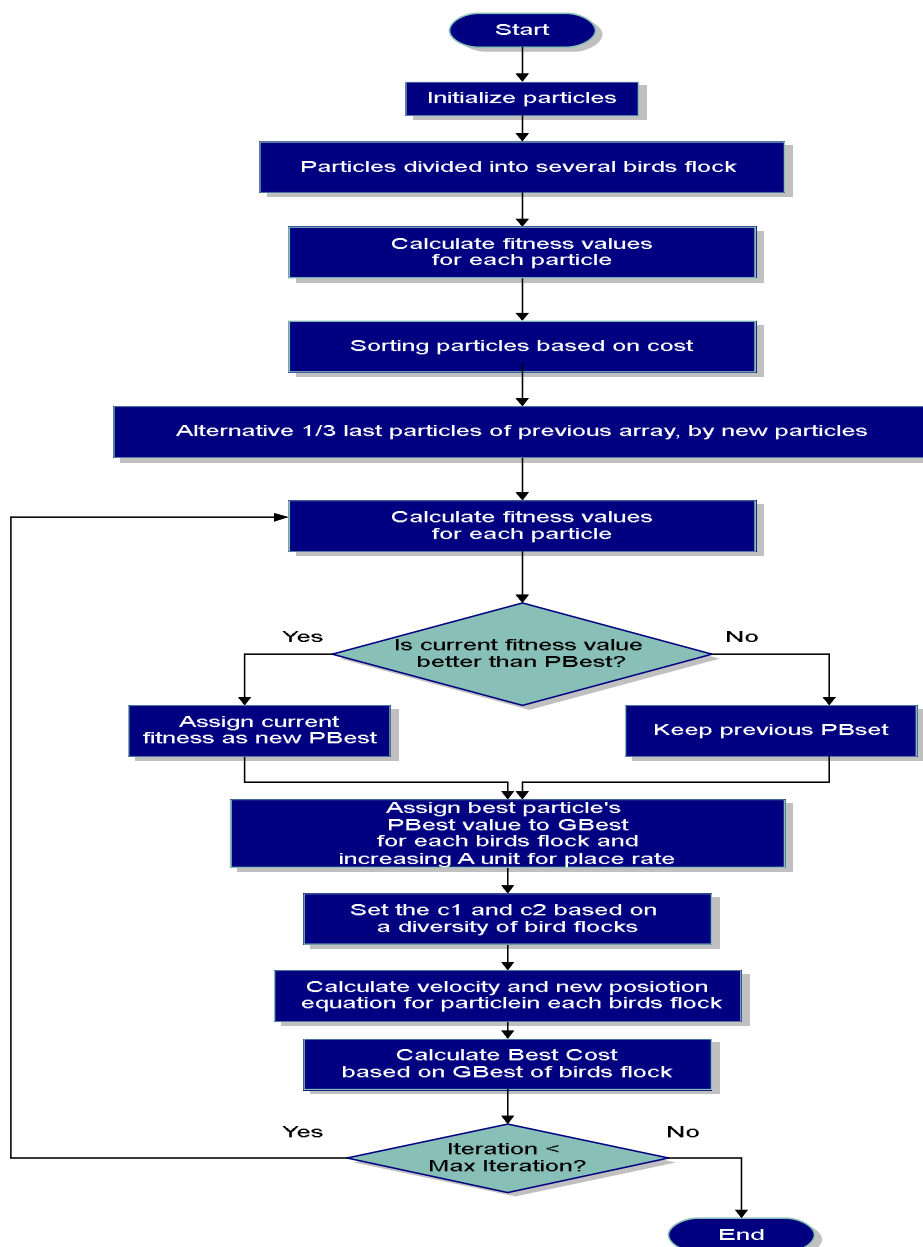 Start
Initialize particles
Particles divided into several birds flock
Calculate fitness values
for each particle
Sorting particles based on cost
Alternative 1/3 last particles of previous array, by new particles
Calculate fitness values
for each particle
Yes
No
Is current fitness value
better than PBest?
Assign current
fitness as new PBest
Keep previous PBset
Assign best particle's
PBest value to GBest
for each birds flock and
increasing A unit for place rate
Set the c1 and c2 based on
a diversity of bird flocks
Calculate velocity and new posiotion
equation for particlein each birds flock
Calculate Best Cost
based on GBest of birds flock
Yes
No
Iteration <
Max Iteration?
End